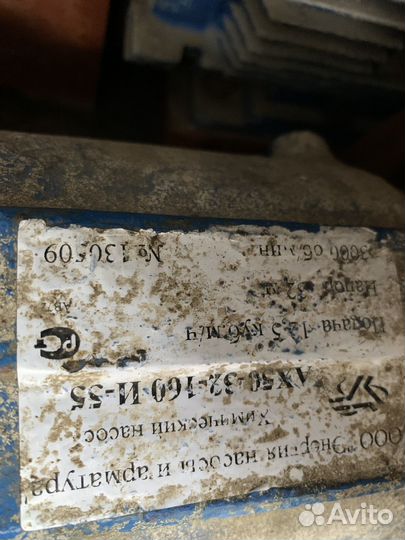 ООО "Энергия насосы и арматура
Химический насос
АХ50-32-160 И-55
Подача 12,5 куб м/ч
Напор 32 м
3000 об/мин
№ 130509
Avito